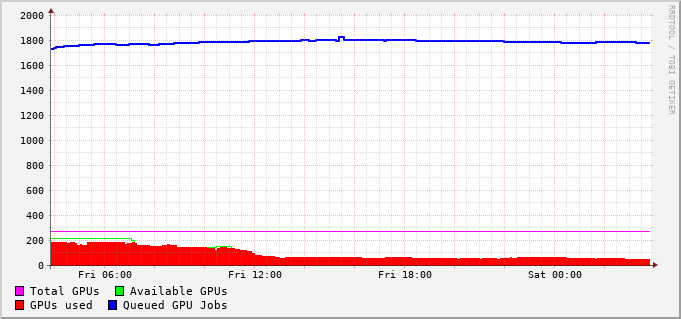 RRDTOOL / TOBI OETIKER
2000
1800
1600
1400
1200
1000
800
600
400
200
0
Fri 06:00 Fri 12:00 Fri 18:00 Sat 00:00
Total GPUs Available GPUs
GPUs used Queued GPU Jobs